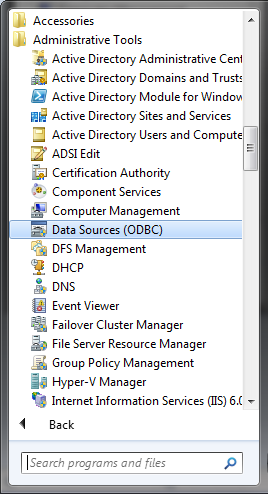 Accessories
Administrative Tools
Active Directory Administrative Cent
Active Directory Domains and Trusts
Active Directory Module for Window
Active Directory Sites and Services
Active Directory Users and Compute
ADSI Edit
Certification Authority
Component Services
Computer Management
Data Sources (ODBC)
DFS Management
DHCP
DNS
Event Viewer
Failover Cluster Manager
File Server Resource Manager
Group Policy Management
Hyper-V Manager
Internet Information Services (IIS) 6.0
Back
Search programs and files